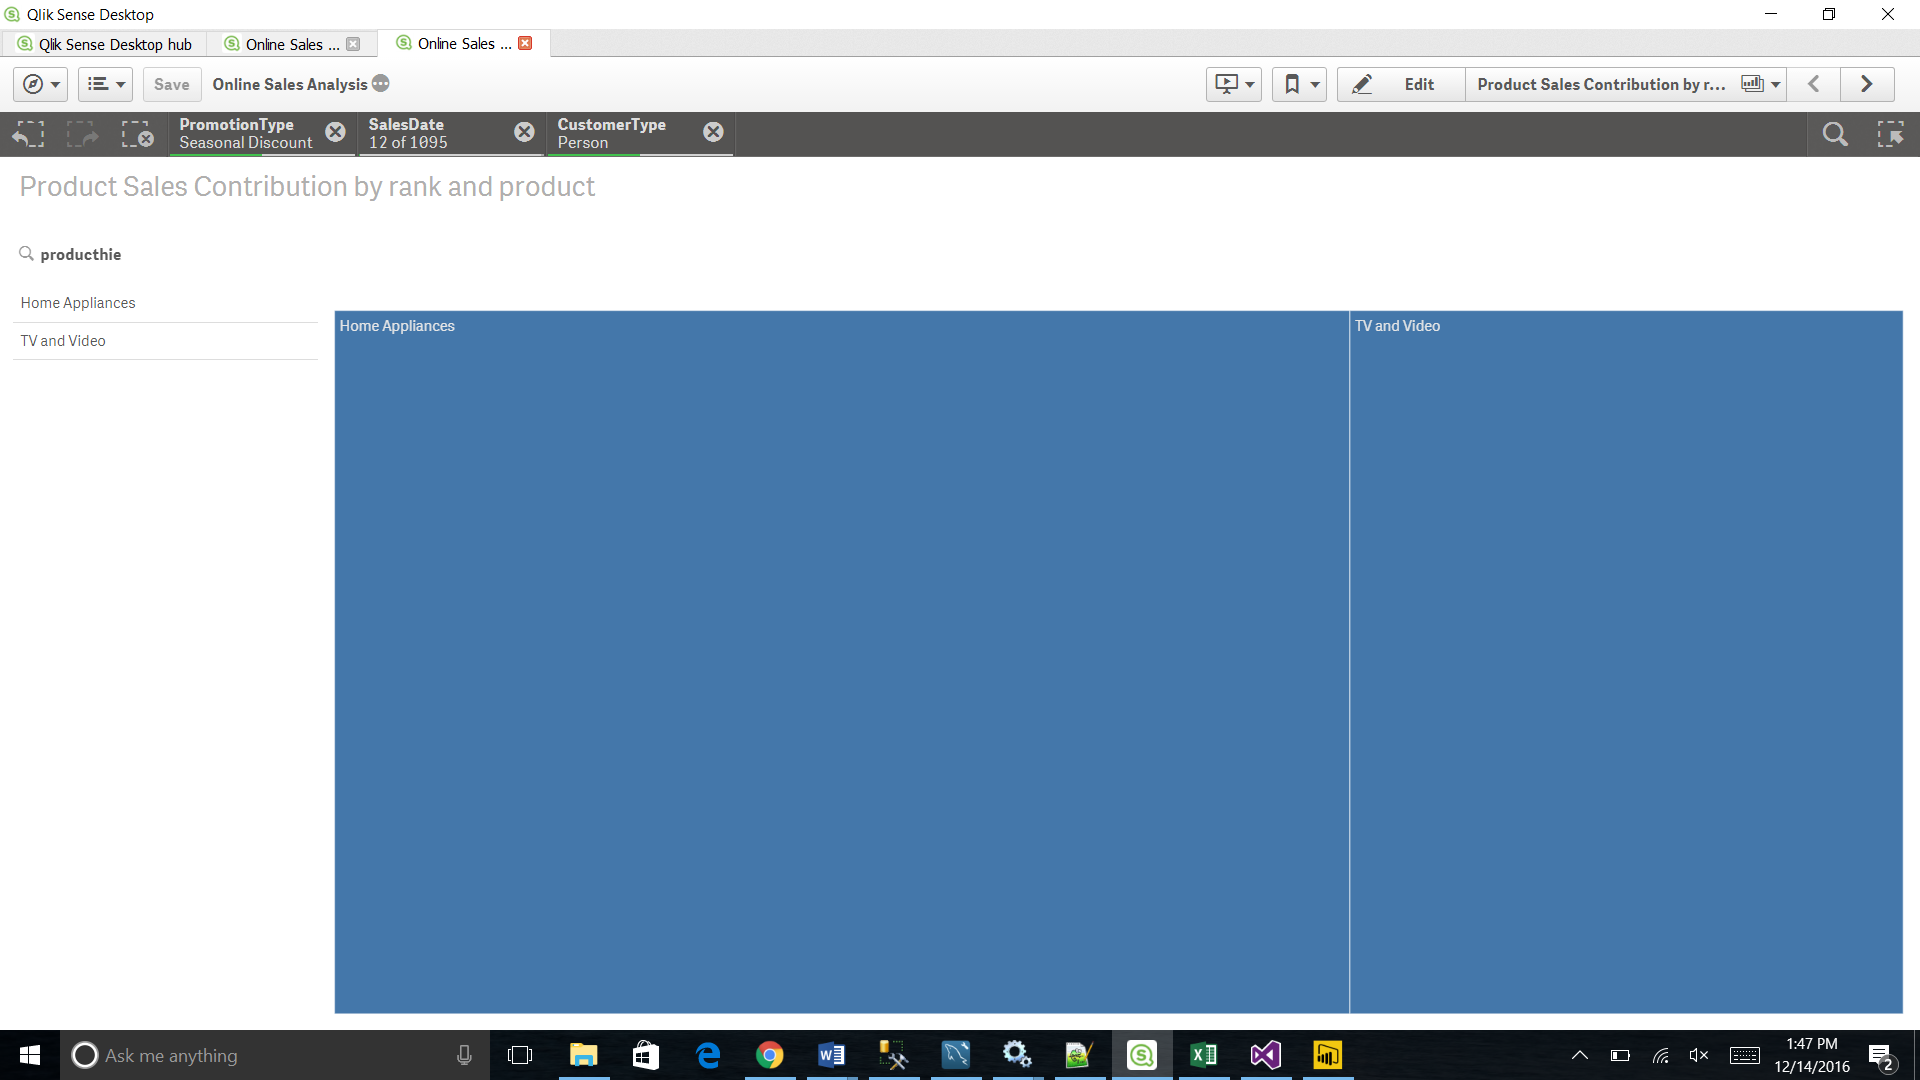 Qlik Sense Desktop
Qlik Sense Desktop hub
Online Sales ...
Online Sales ...
Save
Online Sales Analysis
Edit
Product Sales Contribution by r...
PromotionType
Seasonal Discount
SalesDate
12 of 1095
CustomerType
Person
Product Sales Contribution by rank and product
producthie
Home Appliances
TV and Video
Home Appliances
TV and Video
Ask me anything
1:47 PM
12/14/2016
2